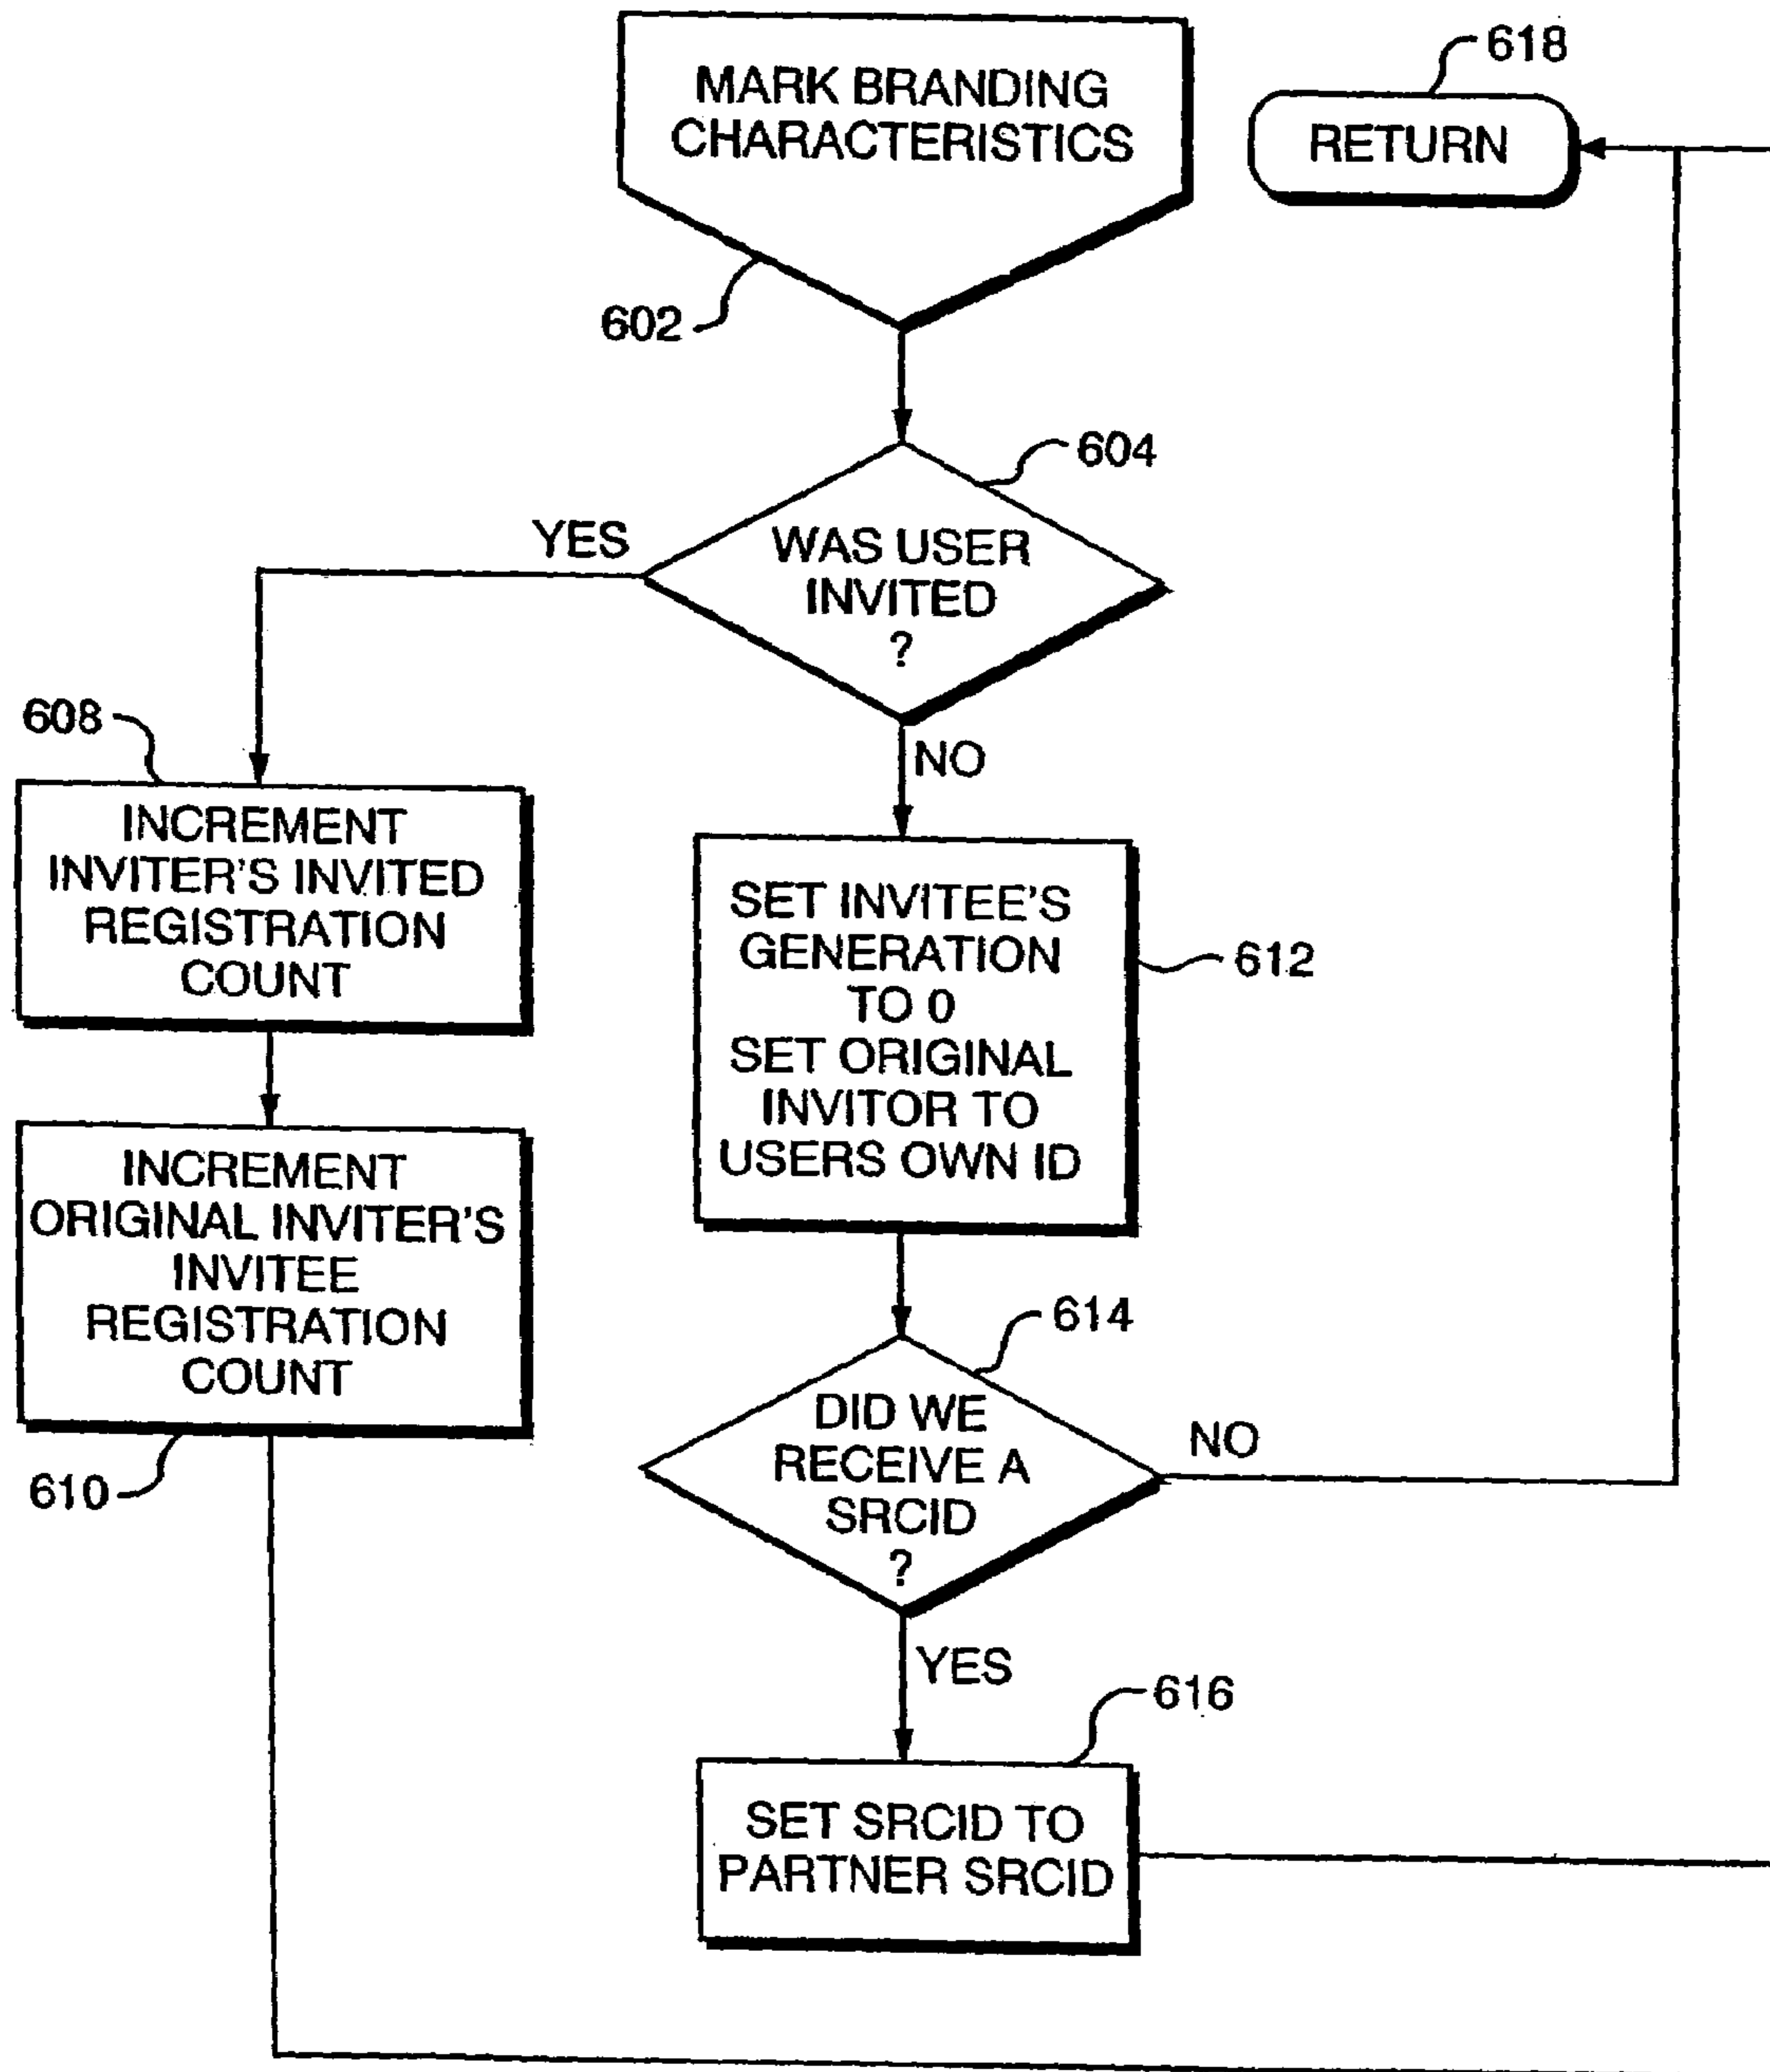 MARK BRANDING
CHARACTERISTICS
602
618
RETURN
604
WAS USER
INVITED
?
YES
NO
608
INCREMENT
INVITER'S INVITED
REGISTRATION
COUNT
INCREMENT
ORIGINAL INVITER'S
INVITEE
REGISTRATION
COUNT
610
SET INVITEE'S
GENERATION
TO 0
SET ORIGINAL
INVITOR TO
USERS OWN ID
612
614
DID WE
RECEIVE A
SRCID
?
NO
YES
616
SET SRCID TO
PARTNER SRCID